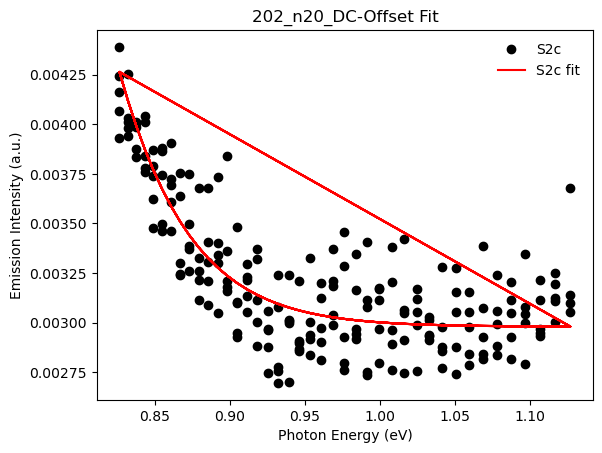 202_n20_DC-Offset Fit
S2c
S2c fit
Emission Intensity (a.u.)
0.00425
0.00400
0.00375
0.00350
0.00325
0.00300
0.00275
0.85 0.90 0.95 1.00 1.05 1.10
Photon Energy (eV)